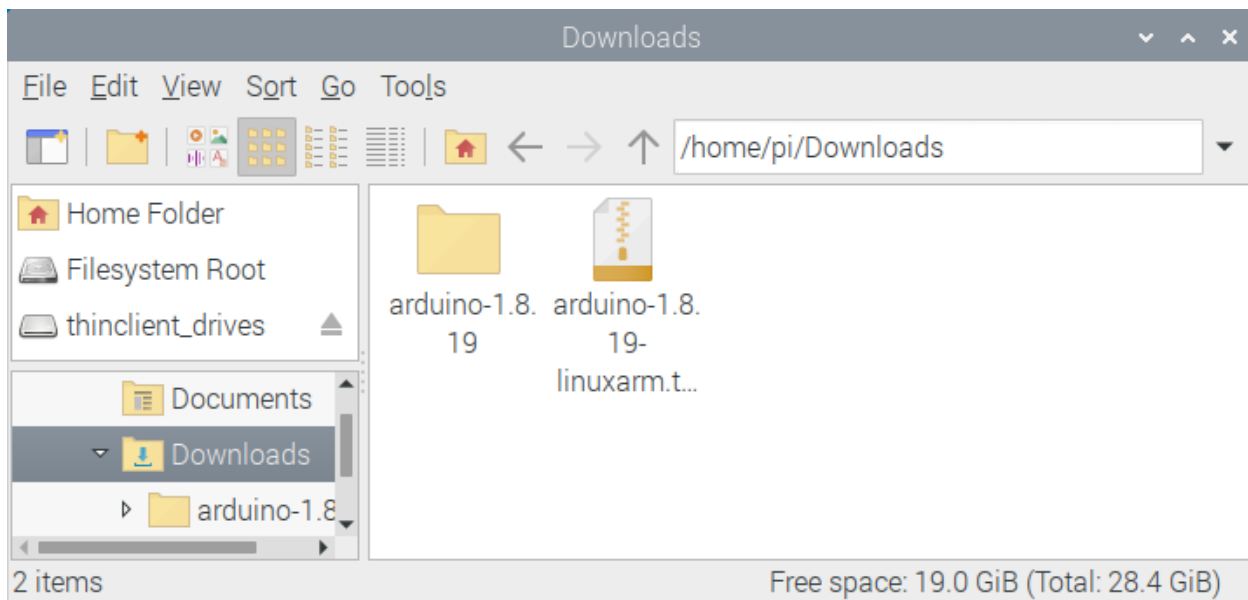 Downloads
File Edit View Sort Go Tools
/home/pi/Downloads
Home Folder
Filesystem Root
thinclient_drives
Documents
Downloads
arduino-1.8
arduino-1.8.
19
arduino-1.8.
19-
linuxarm.t...
2 items
Free space: 19.0 GiB (Total: 28.4 GiB)